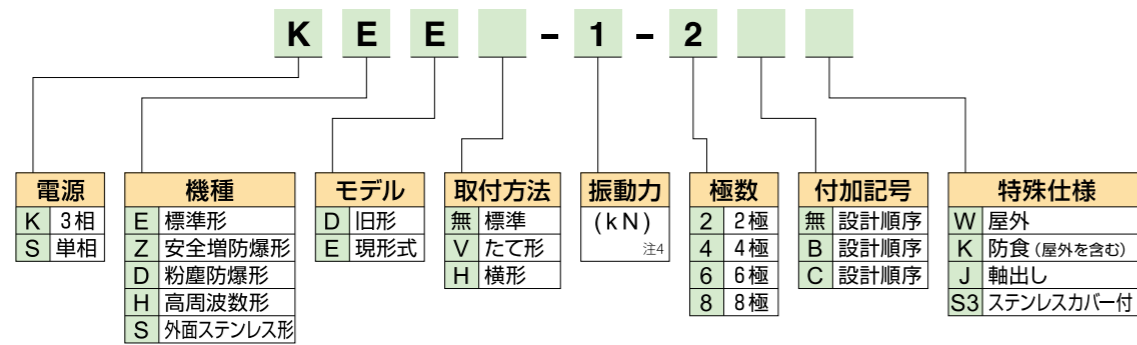 K E E - 1 - 2
電源
K 3相
S 単相
機種
E 標準形
Z 安全増防爆形
D 粉塵防爆形
H 高周波数形
S 外面ステンレス形
モデル
D 旧形
E 現形式
取付方法
無 標準
V たて形
H 横形
振動力
(kN)
注4
極数
2 2極
4 4極
6 6極
8 8極
付加記号
無 設計順序
B 設計順序
C 設計順序
特殊仕様
W 屋外
K 防食(屋外を含む)
J 軸出し
S3 ステンレスカバー付